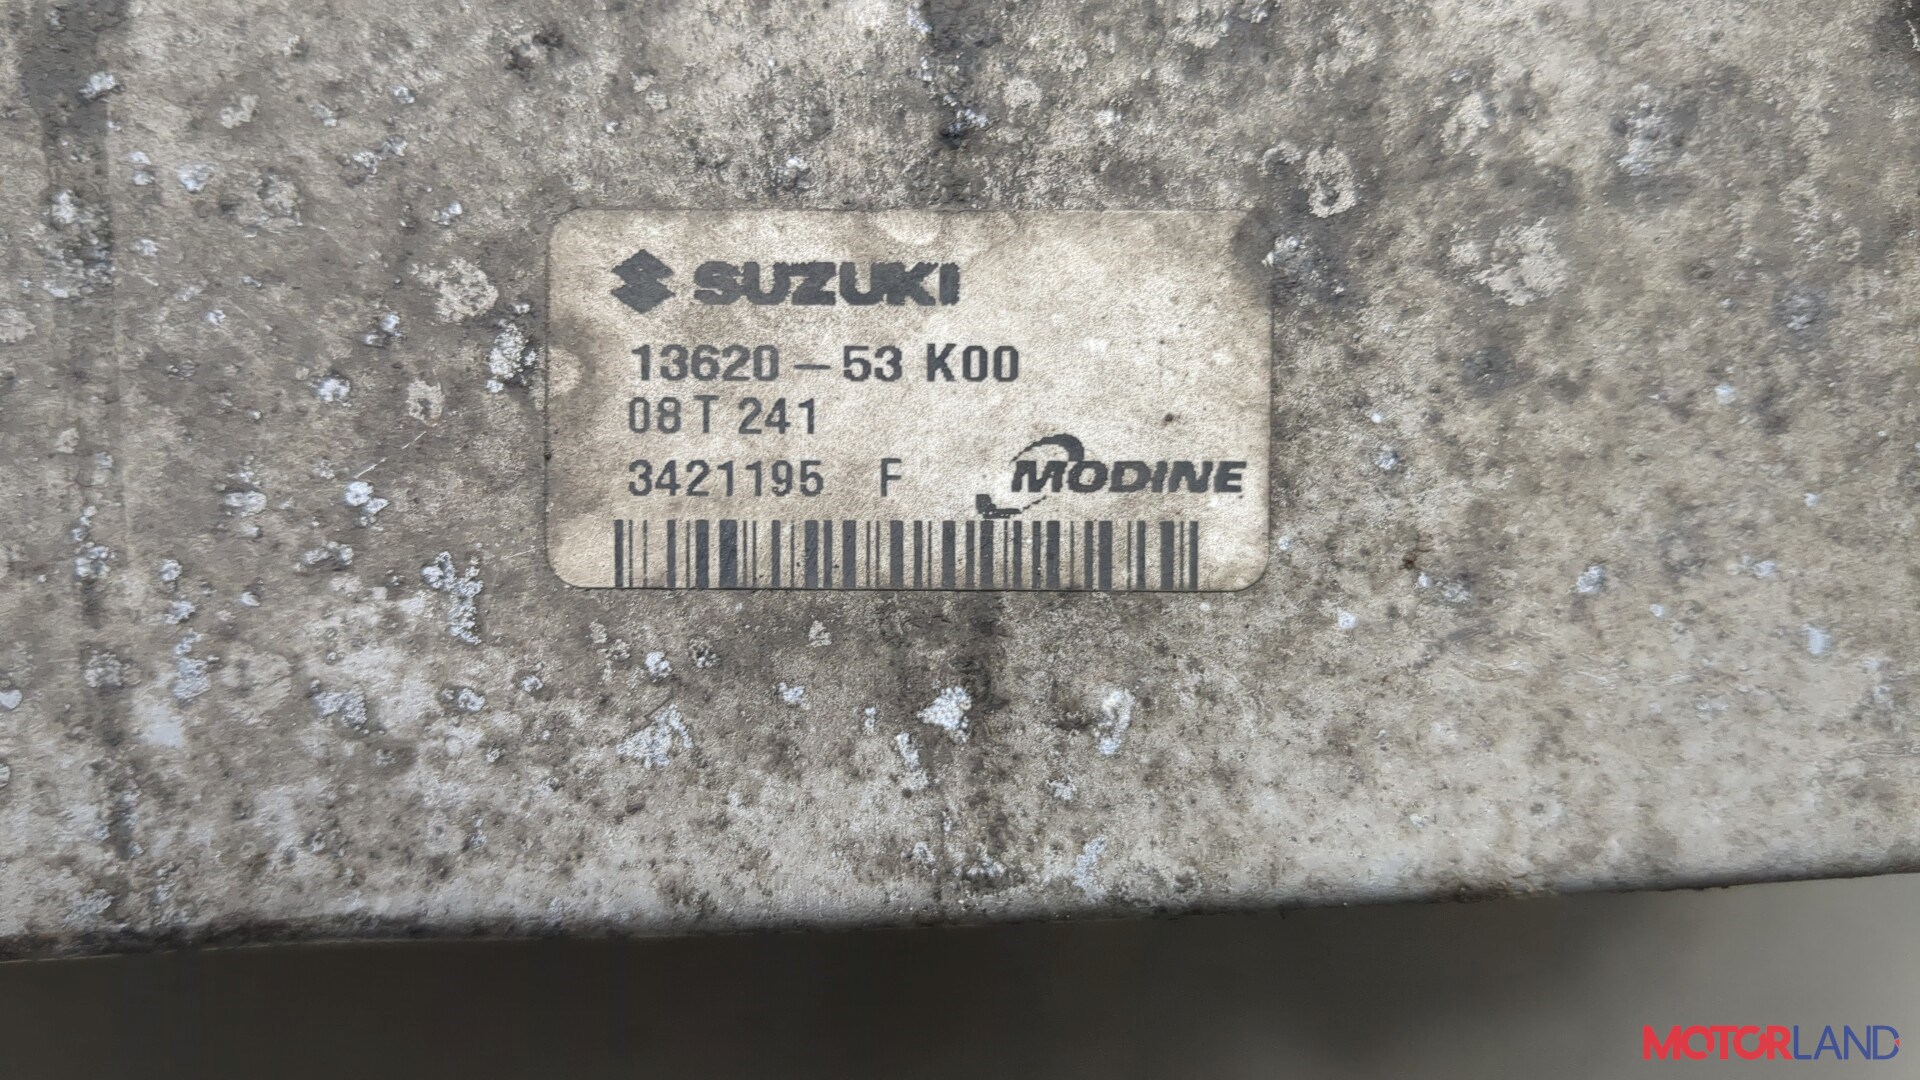 SUZUKI
13620-53 K00
08 T 241
3421195 F MODINE
MOTORLAND